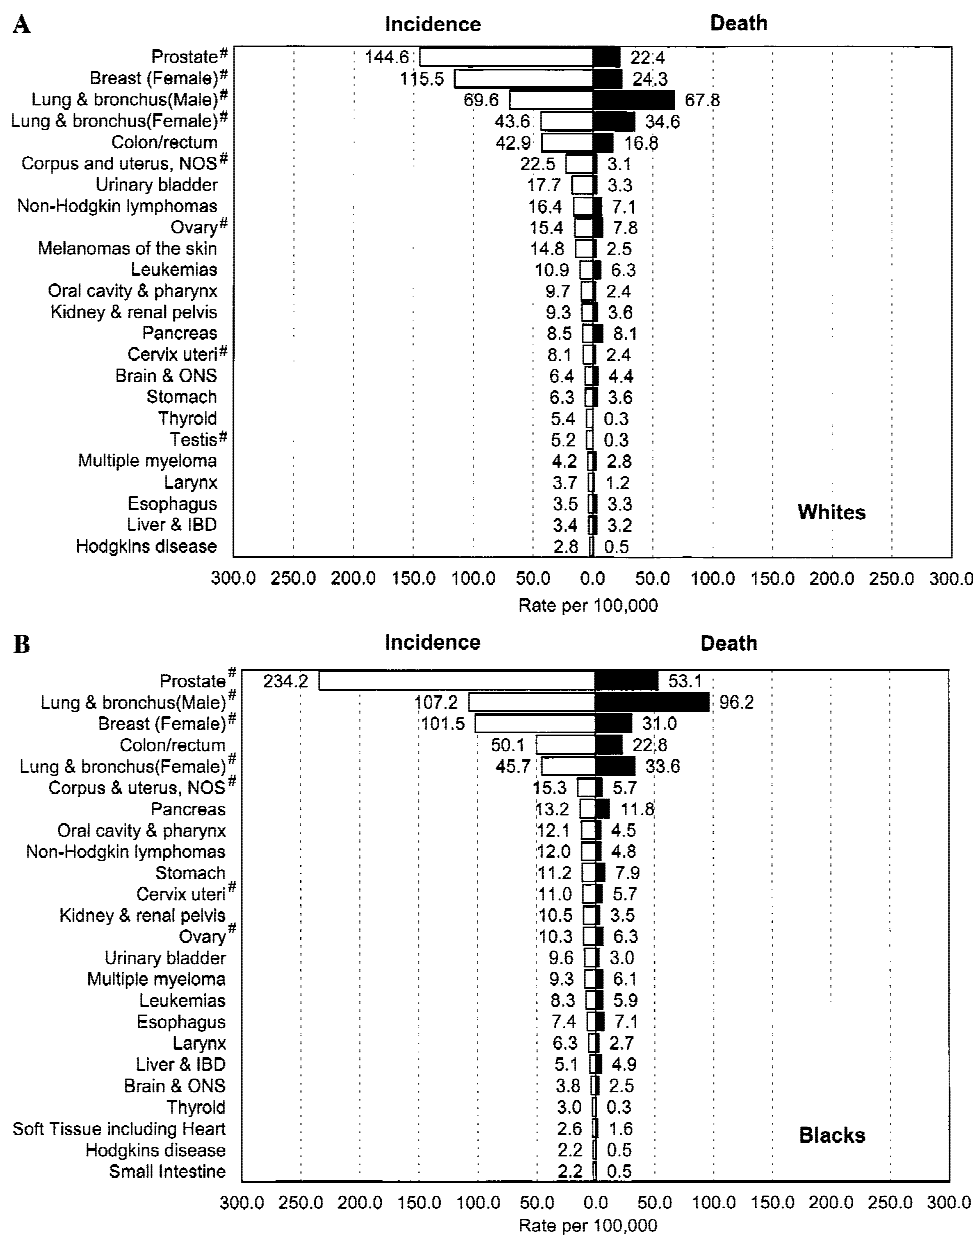 A
Incidence Death
Prostate# 144.6 22.4
Breast (Female)# 115.5 24.3
Lung & bronchus(Male)# 69.6 67.8
Lung & bronchus(Female)# 43.6 34.6
Colon/rectum 42.9 16.8
Corpus and uterus, NOS# 22.5 3.1
Urinary bladder 17.7 3.3
Non-Hodgkin lymphomas 16.4 7.1
Ovary# 15.4 7.8
Melanomas of the skin 14.8 2.5
Leukemias 10.9 6.3
Oral cavity & pharynx 9.7 2.4
Kidney & renal pelvis 9.3 3.6
Pancreas 8.5 8.1
Cervix uteri# 8.1 2.4
Brain & ONS 6.4 4.4
Stomach 6.3 3.6
Thyroid 5.4 0.3
Testis# 5.2 0.3
Multiple myeloma 4.2 2.8
Larynx 3.7 1.2
Esophagus 3.5 3.3
Whites
Liver & IBD 3.4 3.2
Hodgkins disease 2.8 0.5
300.0 250.0 200.0 150.0 100.0 50.0 0.0 50.0 100.0 150.0 200.0 250.0 300.0
Rate per 100,000
B
Incidence Death
Prostate# 234.2 53.1
Lung & bronchus(Male)# 107.2 96.2
Breast (Female)# 101.5 31.0
Colon/rectum 50.1 22.8
Lung & bronchus(Female)# 45.7 33.6
Corpus & uterus, NOS# 15.3 5.7
Pancreas 13.2 11.8
Oral cavity & pharynx 12.1 4.5
Non-Hodgkin lymphomas 12.0 4.8
Stomach 11.2 7.9
Cervix uteri# 11.0 5.7
Kidney & renal pelvis 10.5 3.5
Ovary# 10.3 6.3
Urinary bladder 9.6 3.0
Multiple myeloma 9.3 6.1
Leukemias 8.3 5.9
Esophagus 7.4 7.1
Larynx 6.3 2.7
Liver & IBD 5.1 4.9
Brain & ONS 3.8 2.5
Thyroid 3.0 0.3
Soft Tissue including Heart 2.6 1.6
Blacks
Hodgkins disease 2.2 0.5
Small Intestine 2.2 0.5
300.0 250.0 200.0 150.0 100.0 50.0 0.0 50.0 100.0 150.0 200.0 250.0 300.0
Rate per 100,000